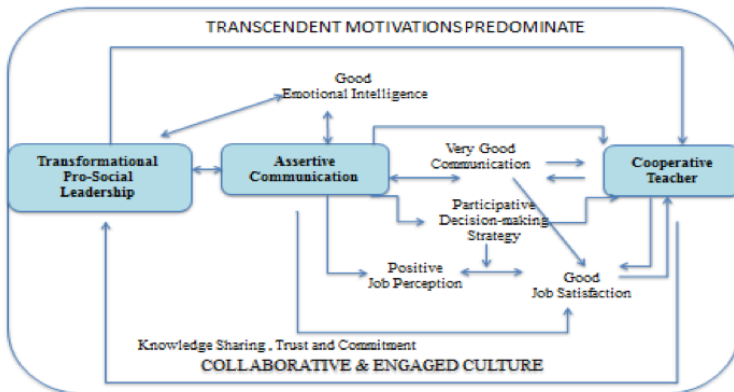 TRANSCENDENT MOTIVATIONS PREDOMINATE
Good
Emotional Intelligence
Transformational
Pro-Social
Leadership
Assertive
Communication
Very Good
Communication
Cooperative
Teacher
Participative
Decision-making
Strategy
Positive
Job Perception
Good
Job Satisfaction
Knowledge Sharing , Trust and Commitment
COLLABORATIVE & ENGAGED CULTURE